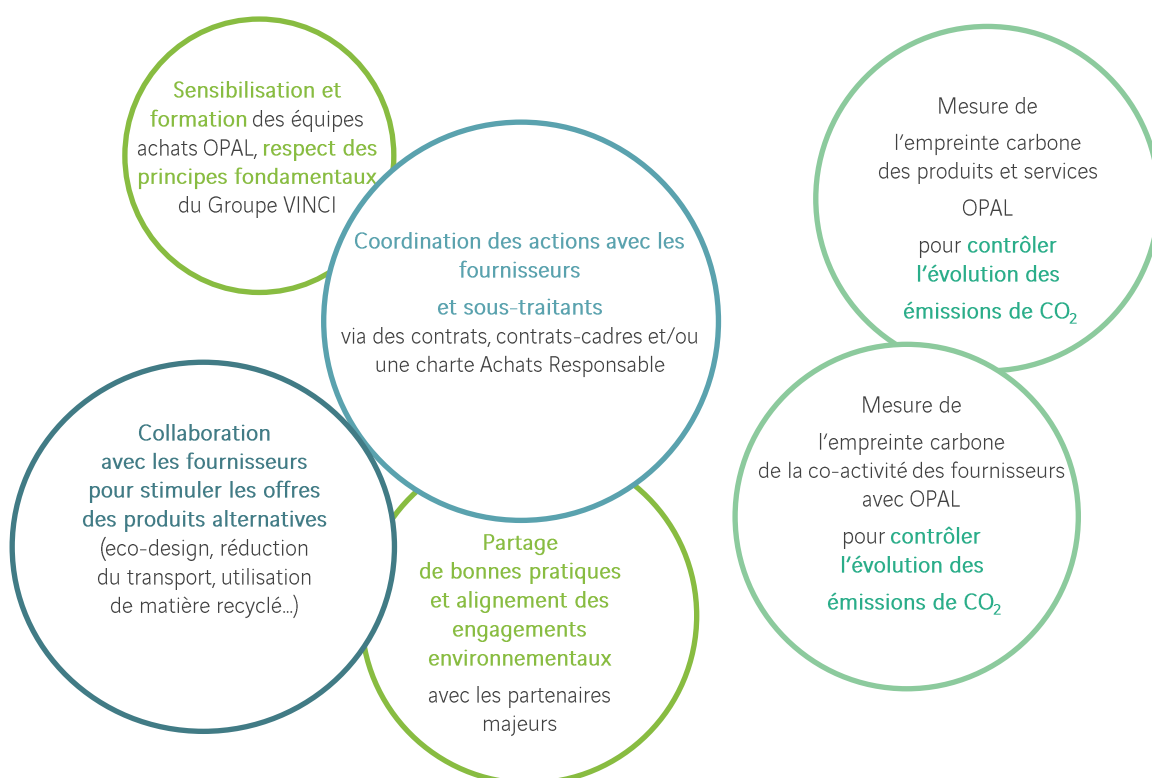 Sensibilisation et
formation des équipes
achats OPAL, respect des
principes fondamentaux
du Groupe VINCI
Coordination des actions avec les
fournisseurs
et sous-traitants
via des contrats, contrats-cadres et/ou
une charte Achats Responsable
Collaboration
avec les fournisseurs
pour stimuler les offres
des produits alternatives
(eco-design, réduction
du transport, utilisation
de matière recyclé...)
Partage
de bonnes pratiques
et alignement des
engagements
environnementaux
avec les partenaires
majeurs
Mesure de
l'empreinte carbone
des produits et services
OPAL
pour contrôler
l'évolution des
émissions de CO₂
Mesure de
l'empreinte carbone
de la co-activité des fournisseurs
avec OPAL
pour contrôler
l'évolution des
émissions de CO₂